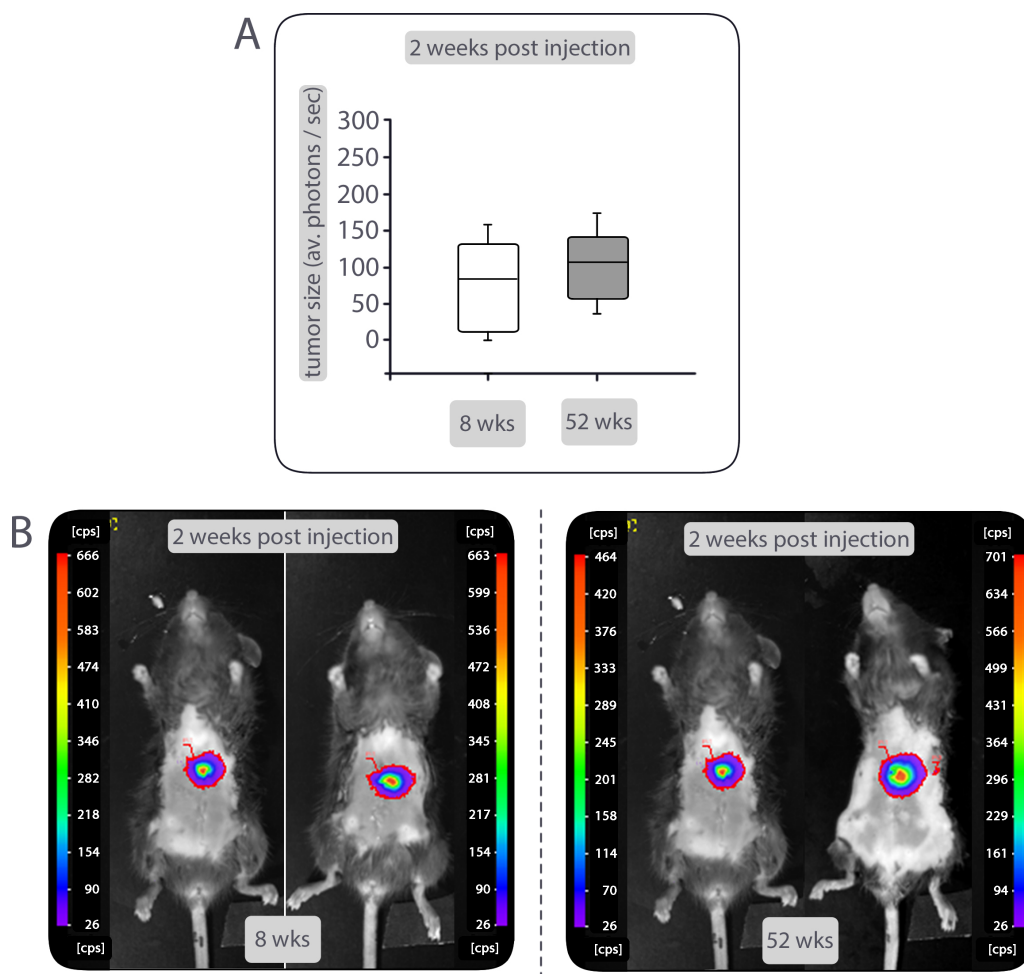 A
2 weeks post injection
tumor size (av. photons / sec)
300
250
200
150
100
50
0
8 wks
52 wks
B
[cps]
666
602
583
474
410
346
282
218
154
90
26
[cps]
2 weeks post injection
8 wks
[cps]
663
599
536
472
408
345
281
217
154
90
26
[cps]
[cps]
464
420
376
333
289
245
201
158
114
70
26
[cps]
2 weeks post injection
52 wks
[cps]
701
634
566
499
431
364
296
229
161
94
26
[cps]